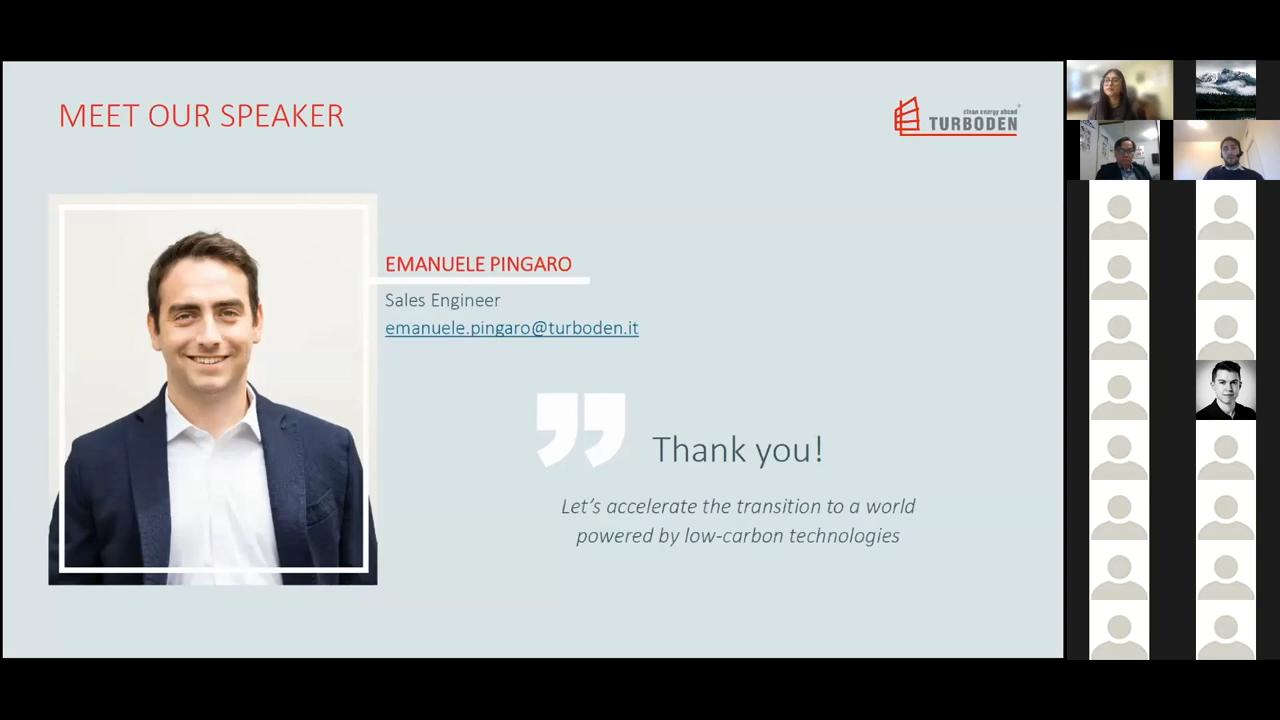 MEET OUR SPEAKER
clean energy ahead
TURBODEN
EMANUELE PINGARO
Sales Engineer
emanuele.pingaro@turboden.it
Thank you!
Let's accelerate the transition to a world
powered by low-carbon technologies